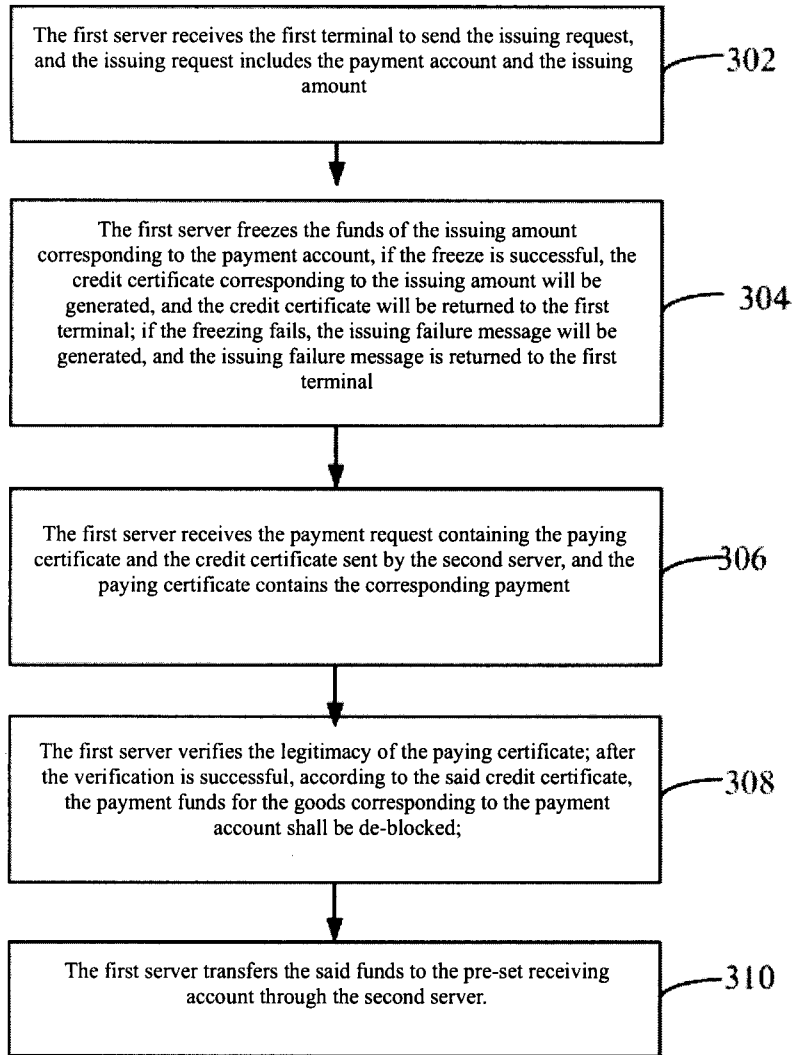 The first server receives the first terminal to send the issuing request,
and the issuing request includes the payment account and the issuing
amount
302
The first server freezes the funds of the issuing amount
corresponding to the payment account, if the freeze is successful, the
credit certificate corresponding to the issuing amount will be
generated, and the credit certificate will be returned to the first
terminal; if the freezing fails, the issuing failure message will be
generated, and the issuing failure message is returned to the first
terminal
304
The first server receives the payment request containing the paying
certificate and the credit certificate sent by the second server, and the
paying certificate contains the corresponding payment
306
The first server verifies the legitimacy of the paying certificate; after
the verification is successful, according to the said credit certificate,
the payment funds for the goods corresponding to the payment
account shall be de-blocked;
308
The first server transfers the said funds to the pre-set receiving
account through the second server.
310